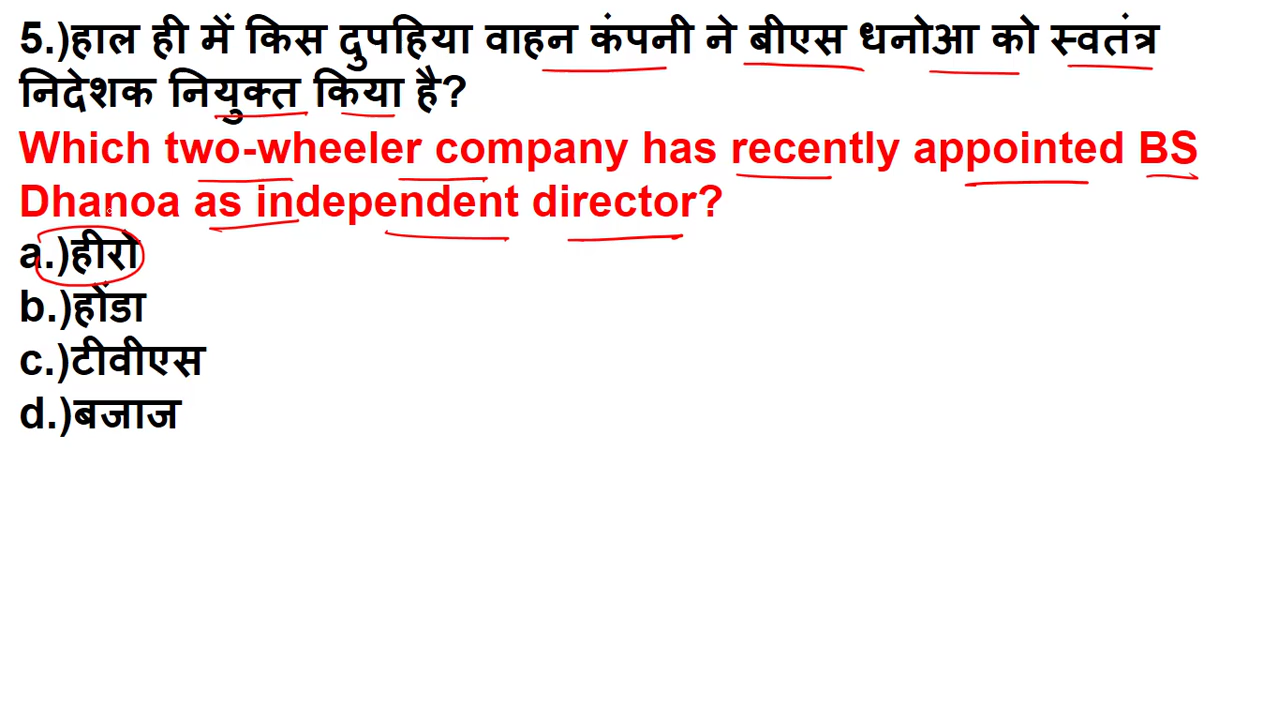 5.)हाल ही में किस दुपहिया वाहन कंपनी ने बीएस धनोआ को स्वतंत्र
निदेशक नियुक्त किया है?
Which two-wheeler company has recently appointed BS
Dhanoa as independent director?
a.)हीरो
b.)होंडा
c.)टीवीएस
d.)बजाज